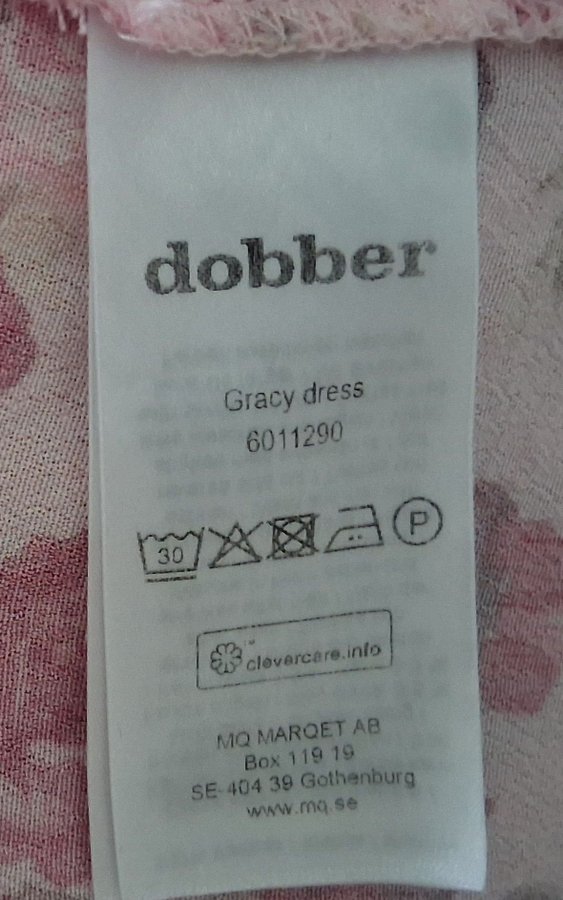 dobber
Gracy dress
6011290
30 P
clevercare.info
MQ MARQET AB
Box 119 19
SE-404 39 Gothenburg
www.mq.se